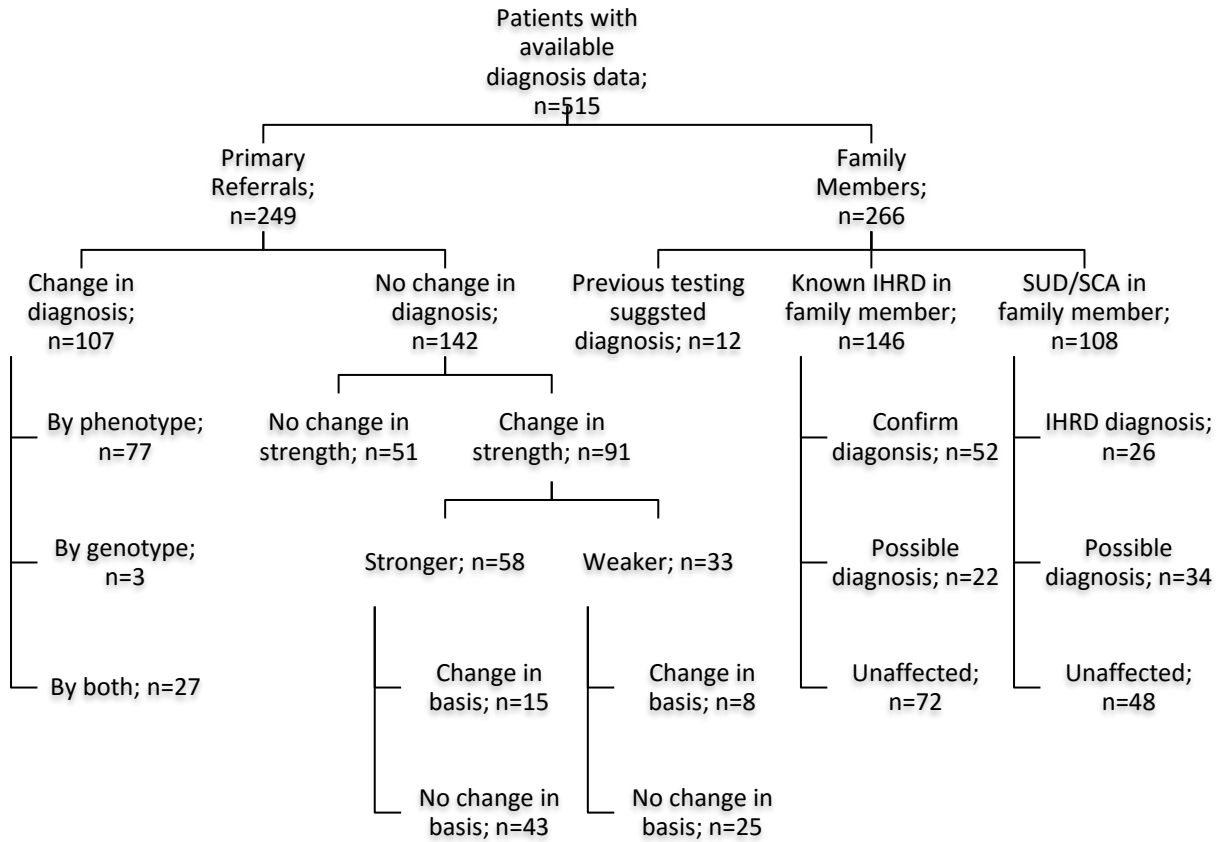 Patients with
available
diagnosis data;
n=515
Primary
Referrals;
n=249
Family
Members;
n=266
Change in
diagnosis;
n=107
No change in
diagnosis;
n=142
Previous testing
suggsted
diagnosis; n=12
Known IHRD in
family member;
n=146
SUD/SCA in
family member;
n=108
By phenotype;
n=77
No change in
strength; n=51
Change in
strength; n=91
Confirm
diagonsis; n=52
IHRD diagnosis;
n=26
By genotype;
n=3
Stronger; n=58
Weaker; n=33
Possible
diagnosis; n=22
Possible
diagnosis; n=34
By both; n=27
Change in
basis; n=15
Change in
basis; n=8
Unaffected;
n=72
Unaffected;
n=48
No change in
basis; n=43
No change in
basis; n=25